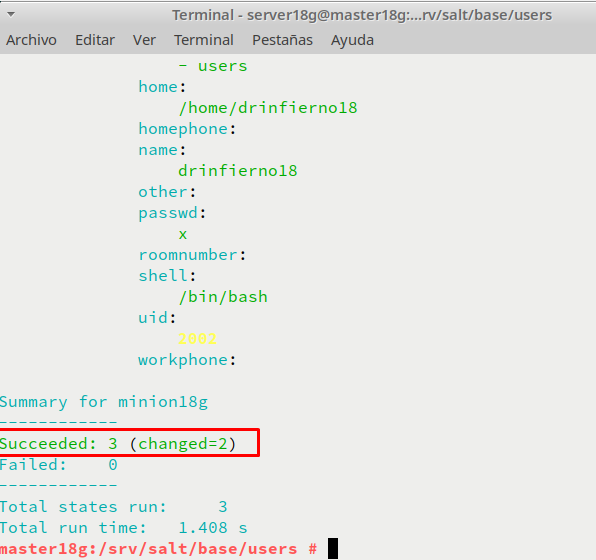 Terminal - server18g@master18g:...rv/salt/base/users
Archivo Editar Ver Terminal Pestañas Ayuda
- users
home:
/home/drinfierno18
homephone:
name:
drinfierno18
other:
passwd:
x
roomnumber:
shell:
/bin/bash
uid:
2002
workphone:
Summary for minion18g
------------
Succeeded: 3 (changed=2)
Failed: 0
------------
Total states run: 3
Total run time: 1.408 s
master18g:/srv/salt/base/users #